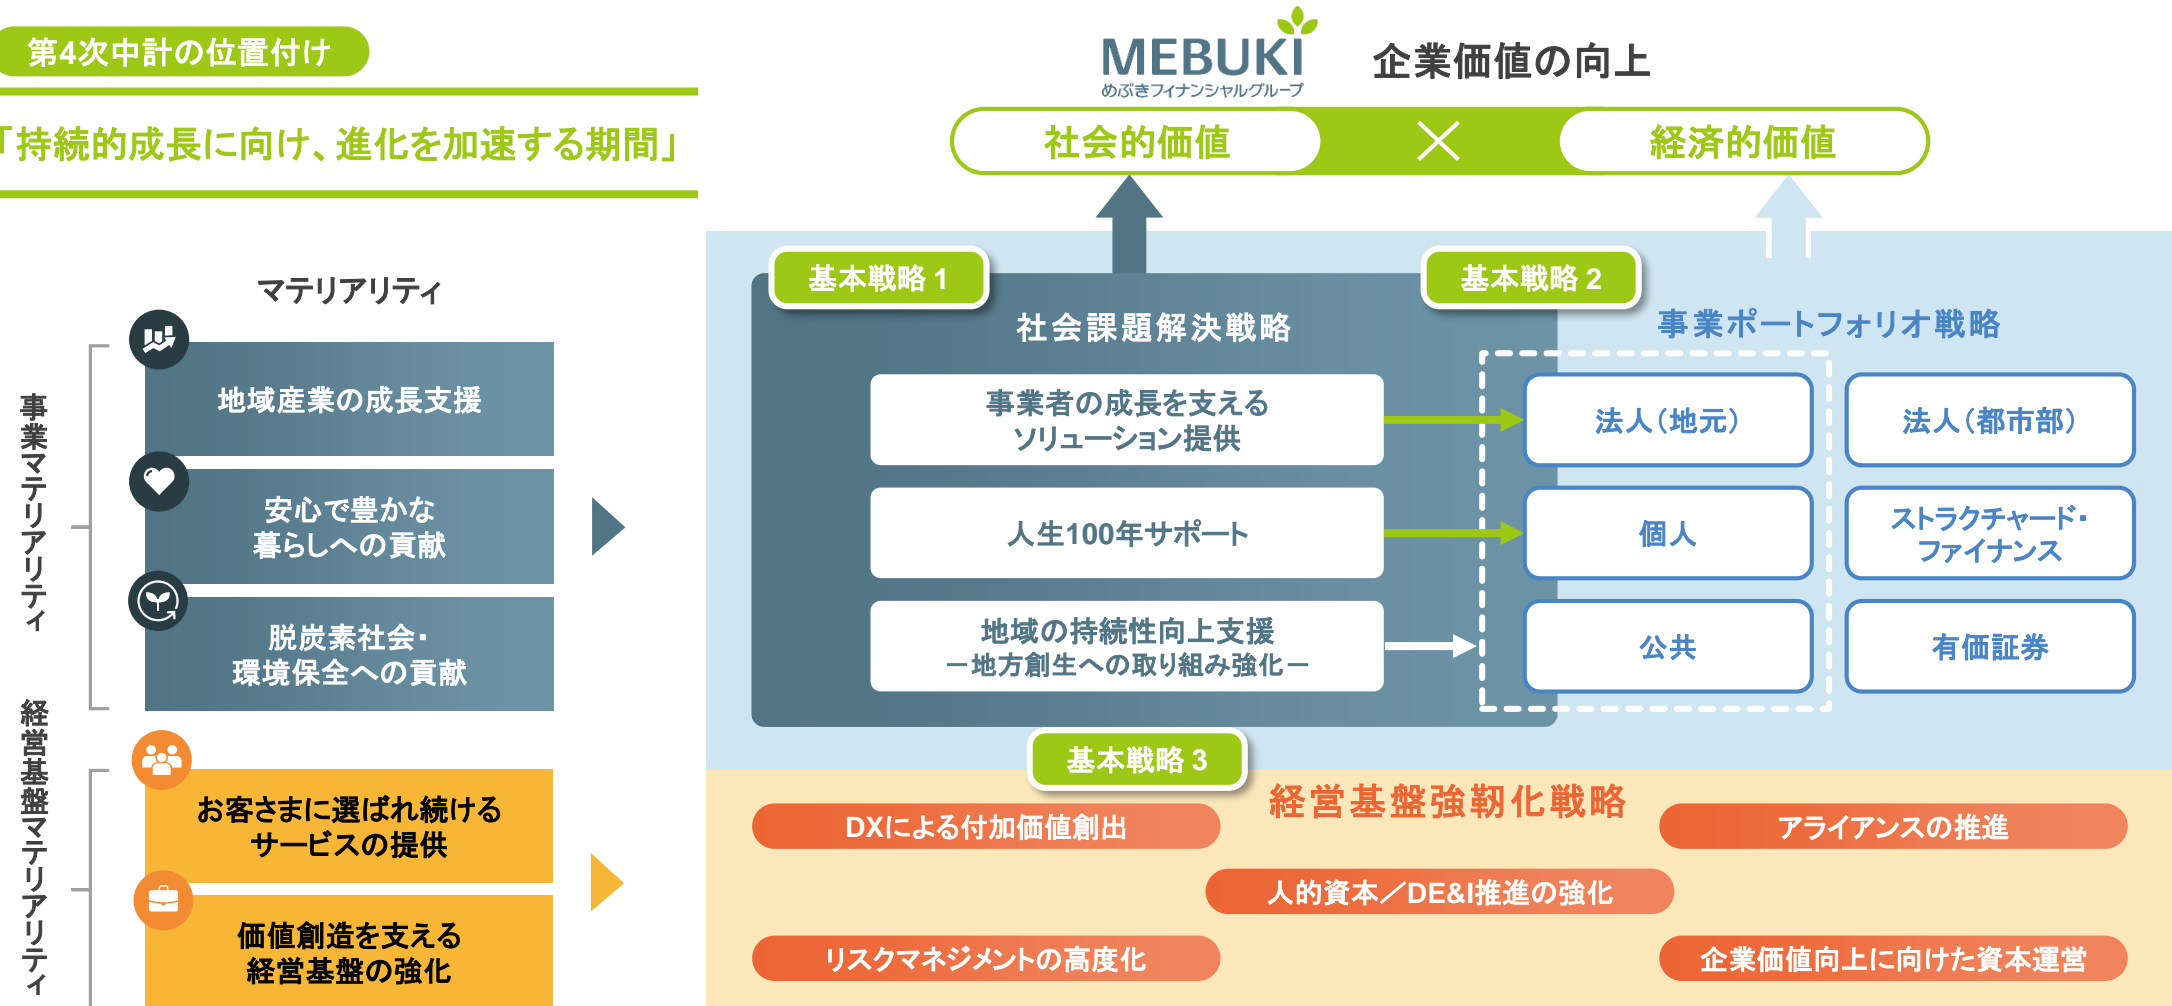 第4次中計の位置付け
「持続的成長に向け、進化を加速する期間」
MEBUKI
めぶきフィナンシャルグループ
企業価値の向上
社会的価値
×
経済的価値
マテリアリティ
事業マテリアリティ
地域産業の成長支援
安心で豊かな
暮らしへの貢献
脱炭素社会・
環境保全への貢献
経営基盤マテリアリティ
お客さまに選ばれ続ける
サービスの提供
価値創造を支える
経営基盤の強化
基本戦略 1
社会課題解決戦略
事業者の成長を支える
ソリューション提供
人生100年サポート
地域の持続性向上支援
－地方創生への取り組み強化－
基本戦略 2
事業ポートフォリオ戦略
法人（地元）
法人（都市部）
個人
ストラクチャード・
ファイナンス
公共
有価証券
基本戦略 3
経営基盤強靭化戦略
DXによる付加価値創出
アライアンスの推進
人的資本／DE&I推進の強化
リスクマネジメントの高度化
企業価値向上に向けた資本運営